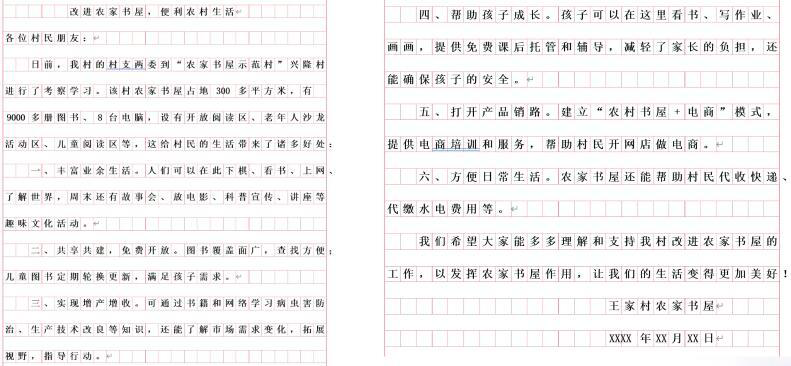 改进农家书屋，便利农村生活
各位村民朋友：
日前，我村的村支两委到“农家书屋示范村”兴隆村
进行了考察学习。该村农家书屋占地 300 多平方米，有
9000 多册图书、8 台电脑，设有开放阅读区、老年人沙龙
活动区、儿童阅读区等，这给村民的生活带来了诸多好处：
一、丰富业余生活。人们可以在此下棋、看书、上网、
了解世界，周末还有故事会、放电影、科普宣传、讲座等
趣味文化活动。
二、共享共建，免费开放。图书覆盖面广，查找方便；
儿童图书定期轮换更新，满足孩子需求。
三、实现增产增收。可通过书籍和网络学习病虫害防
治、生产技术改良等知识，还能了解市场需求变化，拓展
视野，指导行动。
四、帮助孩子成长。孩子可以在这里看书、写作业、
画画，提供免费课后托管和辅导，减轻了家长的负担，还
能确保孩子的安全。
五、打开产品销路。建立“农村书屋+电商”模式，
提供电商培训和服务，帮助村民开网店做电商。
六、方便日常生活。农家书屋还能帮助村民代收快递、
代缴水电费用等。
我们希望大家能多多理解和支持我村改进农家书屋的
工作，以发挥农家书屋作用，让我们的生活变得更加美好！
王家村农家书屋
XXXX 年 XX 月 XX 日